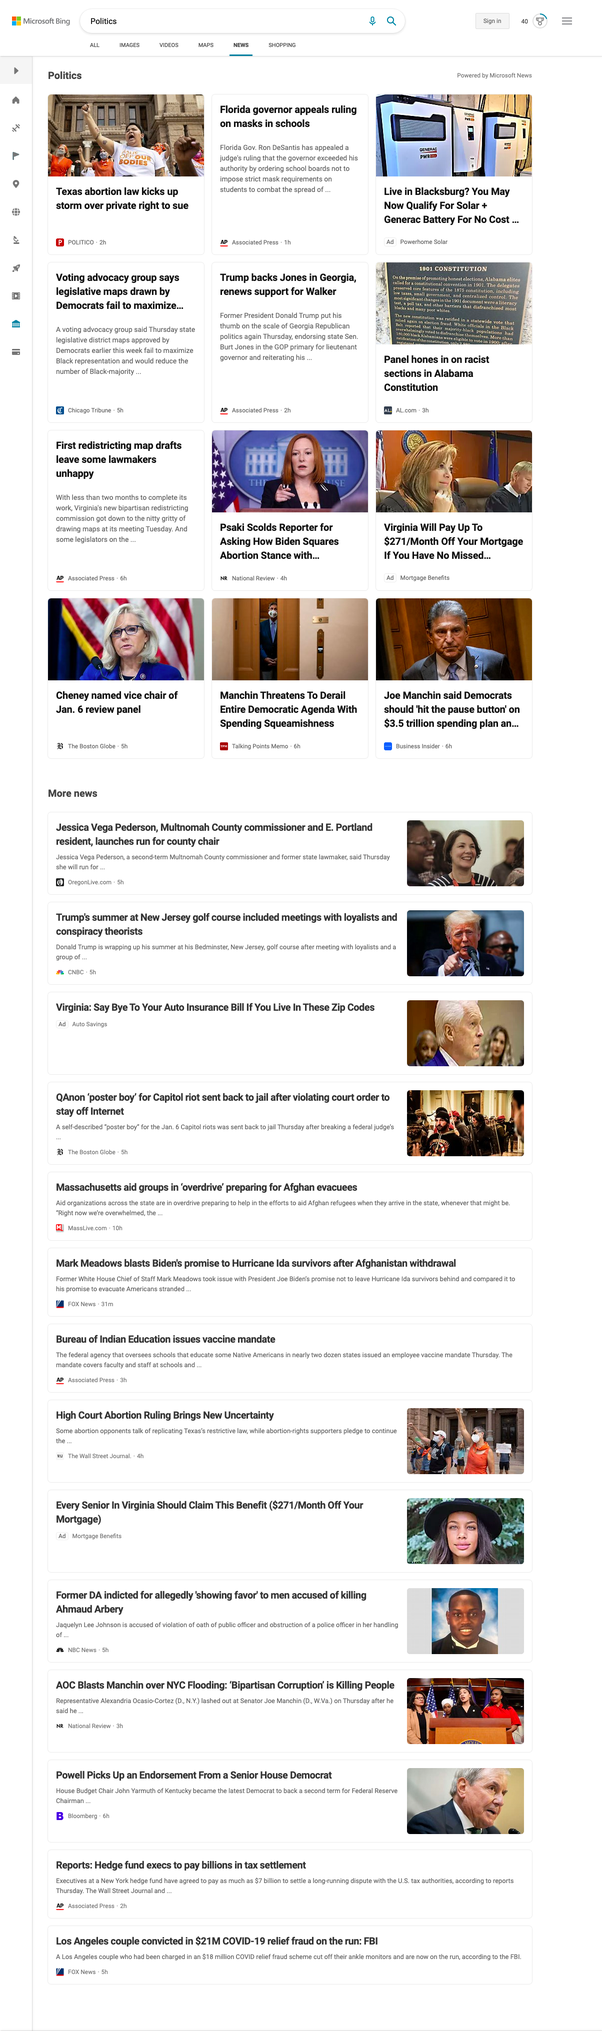 Microsoft Bing
Politics
Sign in
40
ALL
IMAGES
VIDEOS
MAPS
NEWS
SHOPPING
Politics
Powered by Microsoft News
OUR
BODIES
Texas abortion law kicks up
storm over private right to sue
POLITICO · 2h
Florida governor appeals ruling
on masks in schools
Florida Gov. Ron DeSantis has appealed a
judge's ruling that the governor exceeded his
authority by ordering school boards not to
impose strict mask requirements on
students to combat the spread of ...
AP Associated Press · 1h
GENERAC
PWR
Live in Blacksburg? You May
Now Qualify For Solar +
Generac Battery For No Cost ...
Ad Powerhome Solar
Voting advocacy group says
legislative maps drawn by
Democrats fail to maximize...
A voting advocacy group said Thursday state
legislative district maps approved by
Democrats earlier this week fail to maximize
Black representation and would reduce the
number of Black-majority ...
Chicago Tribune · 5h
Trump backs Jones in Georgia,
renews support for Walker
Former President Donald Trump put his
thumb on the scale of Georgia Republican
politics again Thursday, endorsing state Sen.
Burt Jones in the GOP primary for lieutenant
governor and reiterating his ...
AP Associated Press · 2h
1901 CONSTITUTION
Panel hones in on racist
sections in Alabama
Constitution
AL.com · 3h
First redistricting map drafts
leave some lawmakers
unhappy
With less than two months to complete its
work, Virginia's new bipartisan redistricting
commission got down to the nitty gritty of
drawing maps at its meeting Tuesday. And
some legislators on the ...
AP Associated Press · 6h
Psaki Scolds Reporter for
Asking How Biden Squares
Abortion Stance with...
NR National Review · 4h
Virginia Will Pay Up To
$271/Month Off Your Mortgage
If You Have No Missed...
Ad Mortgage Benefits
Cheney named vice chair of
Jan. 6 review panel
B The Boston Globe · 5h
Manchin Threatens To Derail
Entire Democratic Agenda With
Spending Squeamishness
Talking Points Memo · 6h
Joe Manchin said Democrats
should 'hit the pause button' on
$3.5 trillion spending plan an...
Business Insider · 6h
More news
Jessica Vega Pederson, Multnomah County commissioner and E. Portland
resident, launches run for county chair
Jessica Vega Pederson, a second-term Multnomah County commissioner and former state lawmaker, said Thursday
she will run for ...
OregonLive.com · 5h
Trump's summer at New Jersey golf course included meetings with loyalists and
conspiracy theorists
Donald Trump is wrapping up his summer at his Bedminster, New Jersey, golf course after meeting with loyalists and a
group of ...
CNBC · 5h
Virginia: Say Bye To Your Auto Insurance Bill If You Live In These Zip Codes
Ad Auto Savings
QAnon 'poster boy' for Capitol riot sent back to jail after violating court order to
stay off Internet
A self-described "poster boy" for the Jan. 6 Capitol riots was sent back to jail Thursday after breaking a federal judge's
...
B The Boston Globe · 5h
Massachusetts aid groups in 'overdrive' preparing for Afghan evacuees
Aid organizations across the state are in overdrive preparing to help in the efforts to aid Afghan refugees when they arrive in the state, whenever that might be.
"Right now we're overwhelmed, the ...
MassLive.com · 10h
Mark Meadows blasts Biden's promise to Hurricane Ida survivors after Afghanistan withdrawal
Former White House Chief of Staff Mark Meadows took issue with President Joe Biden's promise not to leave Hurricane Ida survivors behind and compared it to
his promise to evacuate Americans stranded ...
FOX News · 31m
Bureau of Indian Education issues vaccine mandate
The federal agency that oversees schools that educate some Native Americans in nearly two dozen states issued an employee vaccine mandate Thursday. The
mandate covers faculty and staff at schools and ...
AP Associated Press · 3h
High Court Abortion Ruling Brings New Uncertainty
Some abortion opponents talk of replicating Texas's restrictive law, while abortion-rights supporters pledge to continue
the ...
The Wall Street Journal. · 4h
Every Senior In Virginia Should Claim This Benefit ($271/Month Off Your
Mortgage)
Ad Mortgage Benefits
Former DA indicted for allegedly 'showing favor' to men accused of killing
Ahmaud Arbery
Jaquelyn Lee Johnson is accused of violation of oath of public officer and obstruction of a police officer in her handling
of ...
NBC News · 5h
AOC Blasts Manchin over NYC Flooding: 'Bipartisan Corruption' is Killing People
Representative Alexandria Ocasio-Cortez (D., N.Y.) lashed out at Senator Joe Manchin (D., W.Va.) on Thursday after he
said he ...
NR National Review · 3h
Powell Picks Up an Endorsement From a Senior House Democrat
House Budget Chair John Yarmuth of Kentucky became the latest Democrat to back a second term for Federal Reserve
Chairman ...
B Bloomberg · 6h
Reports: Hedge fund execs to pay billions in tax settlement
Executives at a New York hedge fund have agreed to pay as much as $7 billion to settle a long-running dispute with the U.S. tax authorities, according to reports
Thursday. The Wall Street Journal and ...
AP Associated Press · 2h
Los Angeles couple convicted in $21M COVID-19 relief fraud on the run: FBI
A Los Angeles couple who had been charged in an $18 million COVID relief fraud scheme cut off their ankle monitors and are now on the run, according to the FBI.
FOX News · 5h